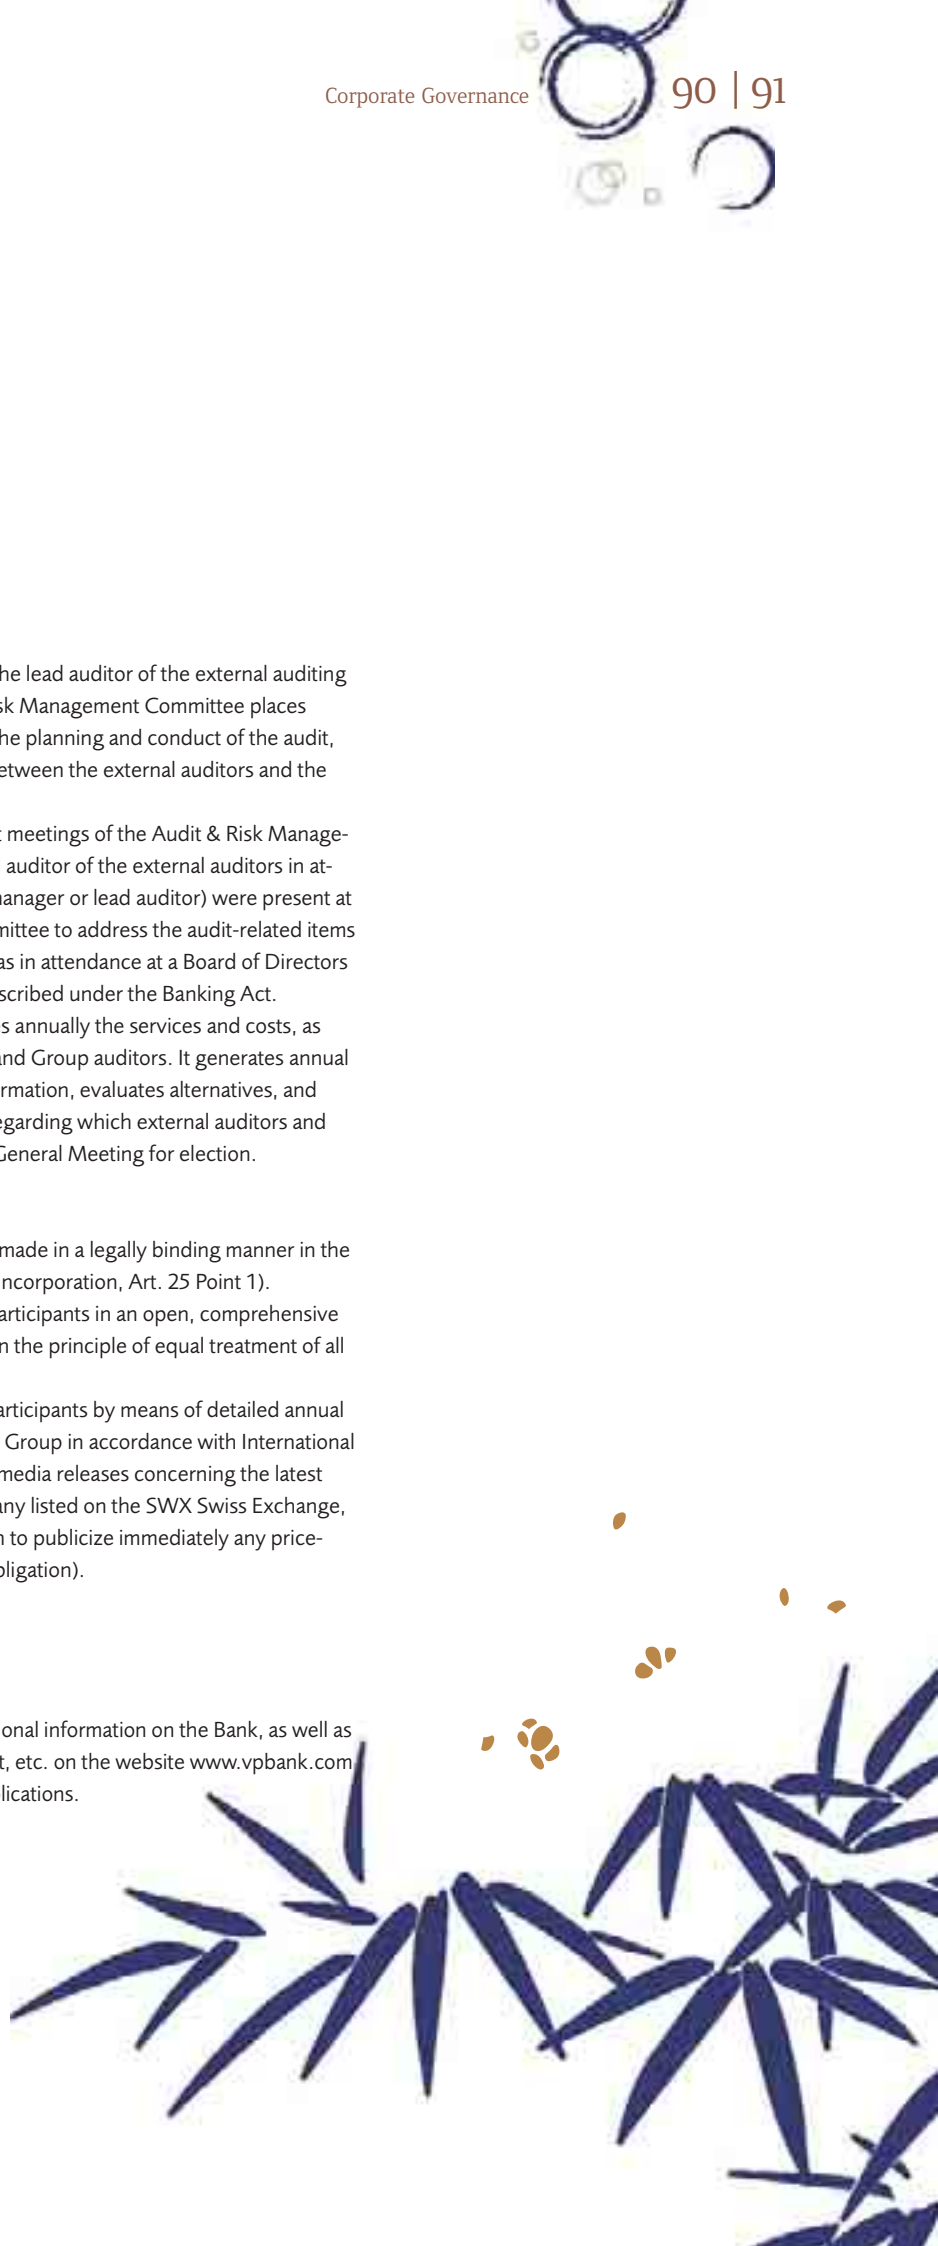 Corporate Governance 90 | 91
he lead auditor of the external auditing
sk Management Committee places
he planning and conduct of the audit,
etween the external auditors and the
t meetings of the Audit & Risk Manage-
auditor of the external auditors in at-
anager or lead auditor) were present at
mittee to address the audit-related items
as in attendance at a Board of Directors
scribed under the Banking Act.
s annually the services and costs, as
and Group auditors. It generates annual
rmation, evaluates alternatives, and
egarding which external auditors and
General Meeting for election.
made in a legally binding manner in the
ncorporation, Art. 25 Point 1).
articipants in an open, comprehensive
n the principle of equal treatment of all
articipants by means of detailed annual
Group in accordance with International
media releases concerning the latest
any listed on the SWX Swiss Exchange,
n to publicize immediately any price-
bligation).
onal information on the Bank, as well as
t, etc. on the website www.vpbank.com
lications.